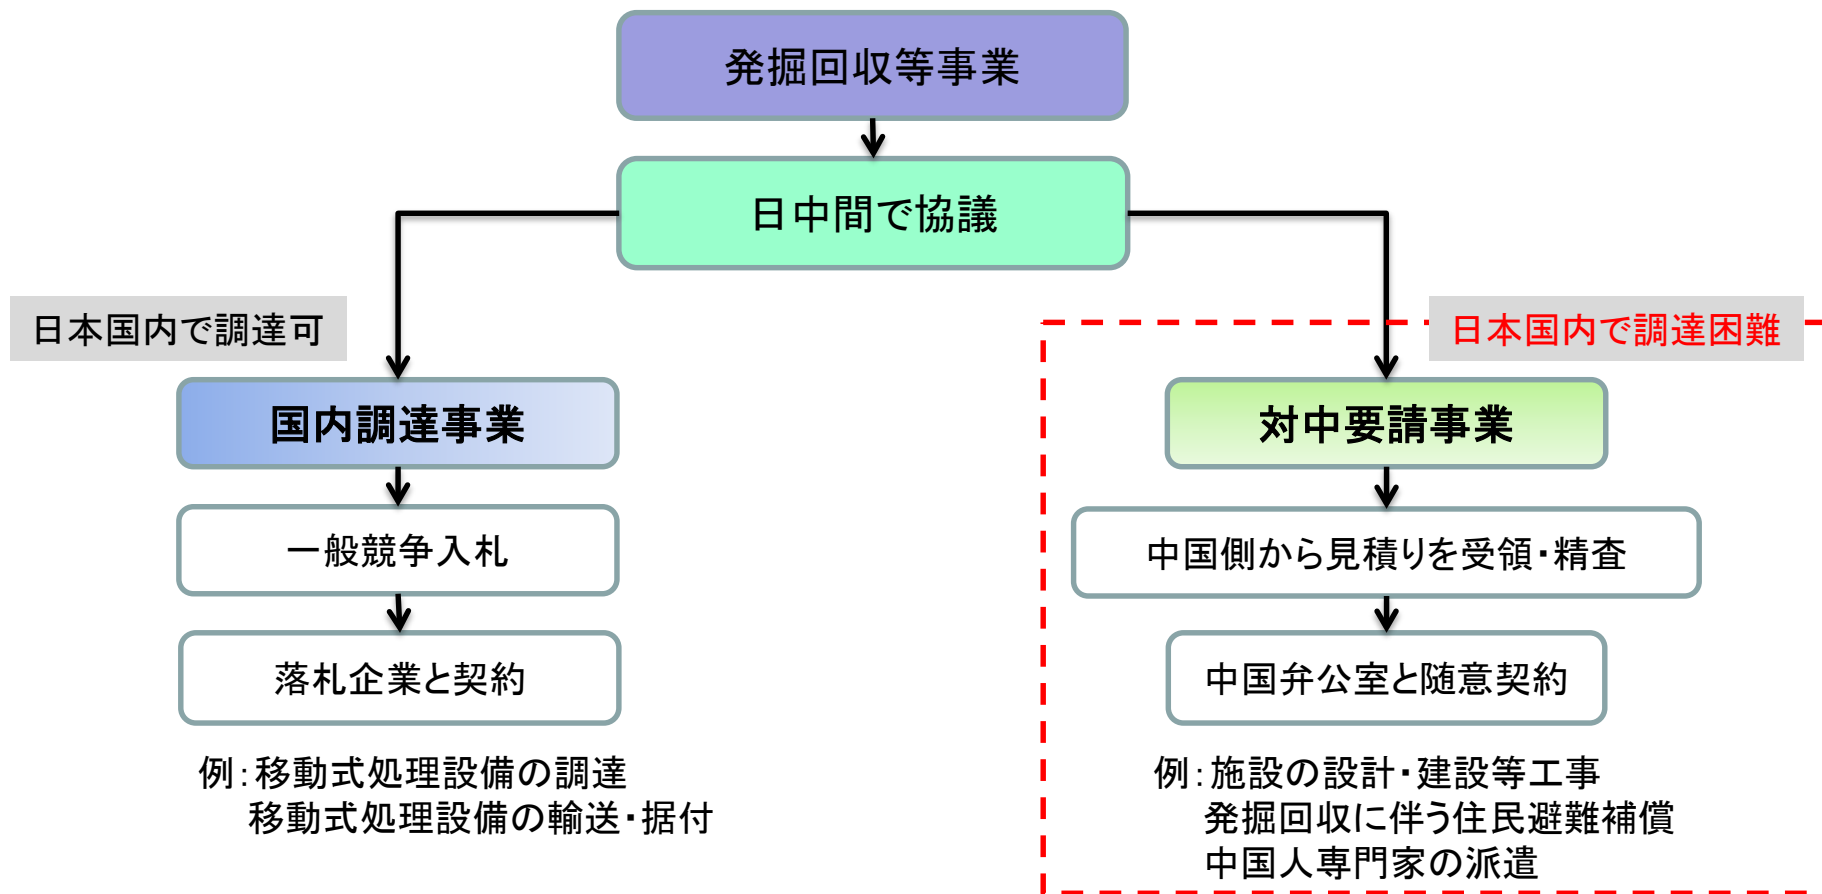 発掘回収等事業
日中間で協議
日本国内で調達可
国内調達事業
一般競争入札
落札企業と契約
例：移動式処理設備の調達
移動式処理設備の輸送・据付
日本国内で調達困難
対中要請事業
中国側から見積りを受領・精査
中国弁公室と随意契約
例：施設の設計・建設等工事
発掘回収に伴う住民避難補償
中国人専門家の派遣